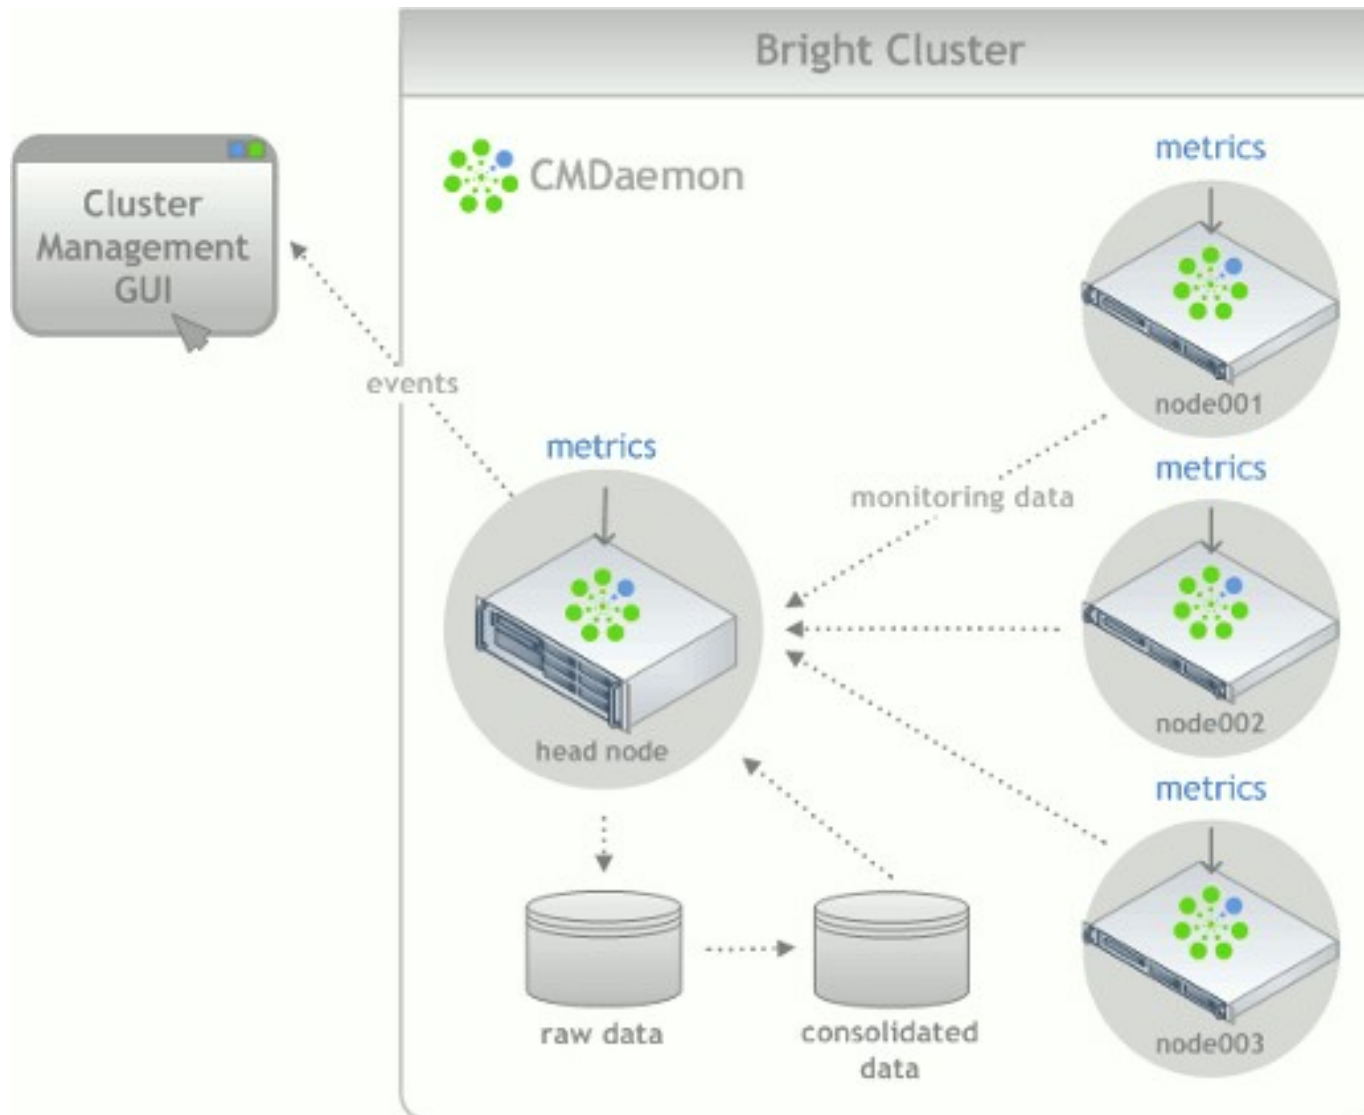 Bright Cluster
CMDaemon
Cluster
Management
GUI
events
metrics
head node
monitoring data
metrics
node001
metrics
node002
metrics
node003
raw data
consolidated
data